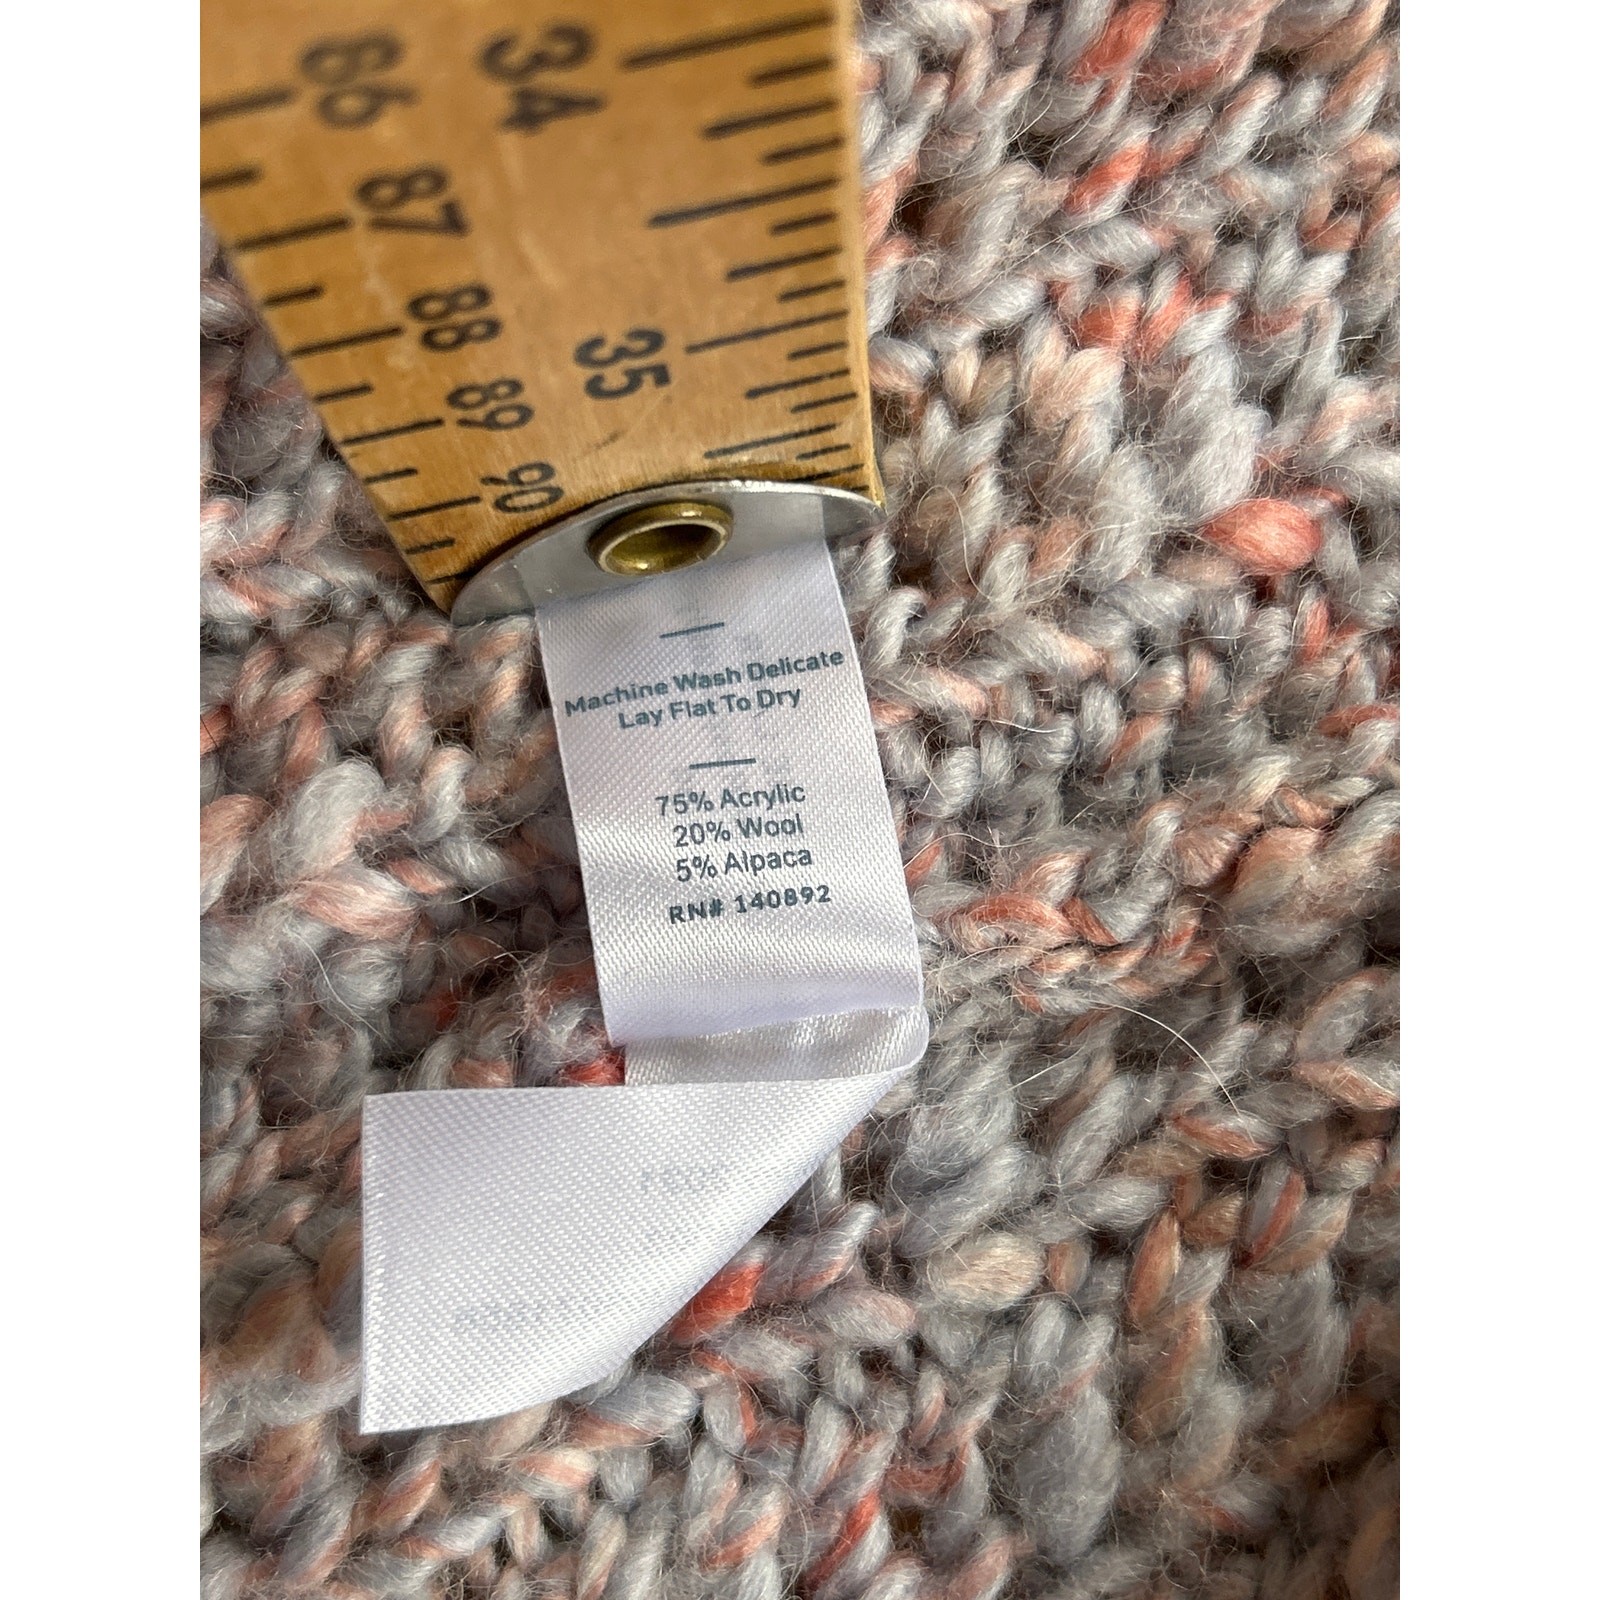 34
86
87
88
35
89
90
Machine Wash Delicate
Lay Flat To Dry
75% Acrylic
20% Wool
5% Alpaca
RN# 140892